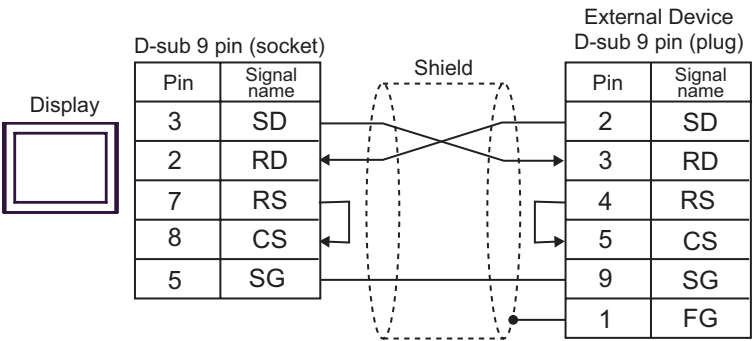 External Device
D-sub 9 pin (socket)
D-sub 9 pin (plug)
Display
Shield
Pin Signal name
3 SD
2 RD
7 RS
8 CS
5 SG
Pin Signal name
2 SD
3 RD
4 RS
5 CS
9 SG
1 FG